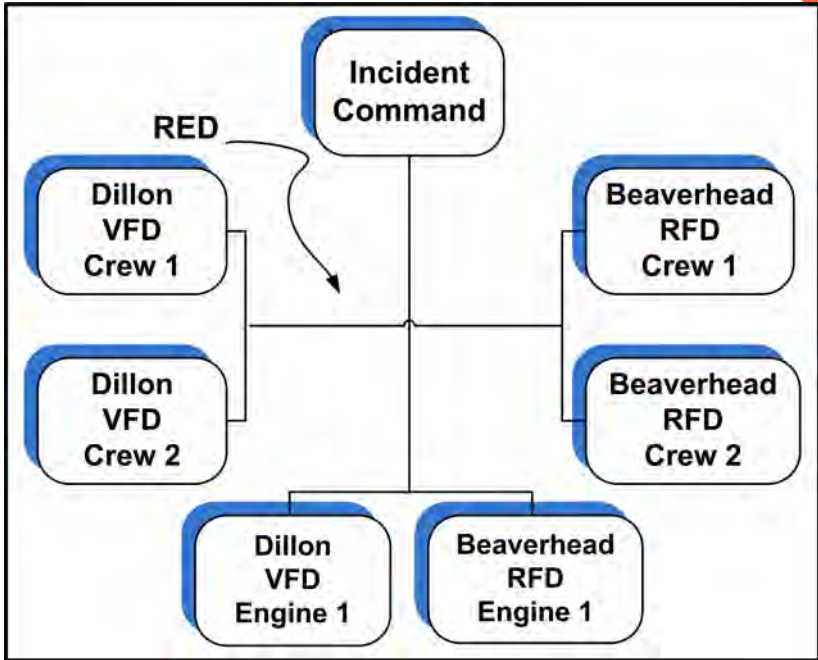 Incident
Command
RED
Dillon
VFD
Crew 1
Beaverhead
RFD
Crew 1
Dillon
VFD
Crew 2
Beaverhead
RFD
Crew 2
Dillon
VFD
Engine 1
Beaverhead
RFD
Engine 1